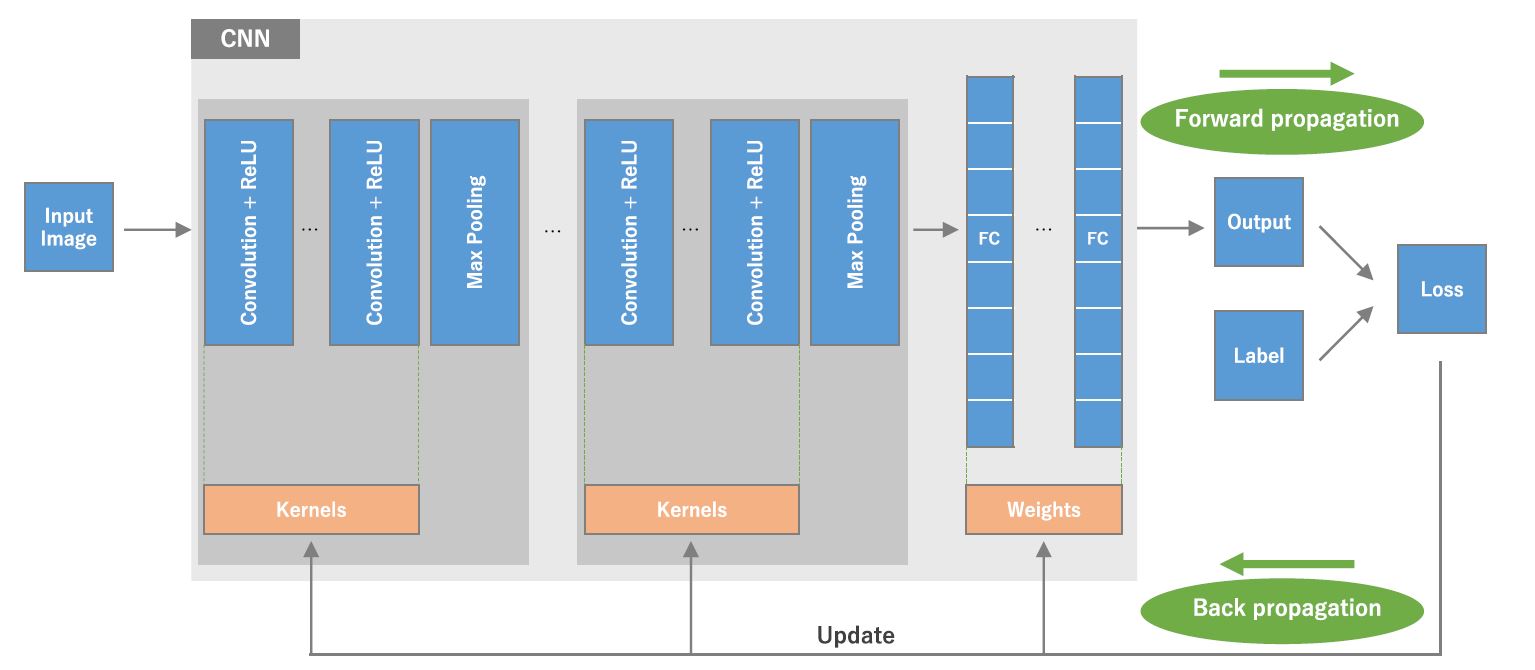 CNN
Input
Image
Convolution + ReLU
...
Convolution + ReLU
Max Pooling
...
Convolution + ReLU
...
Convolution + ReLU
Max Pooling
FC
...
FC
Kernels
Kernels
Weights
Forward propagation
Output
Label
Loss
Back propagation
Update